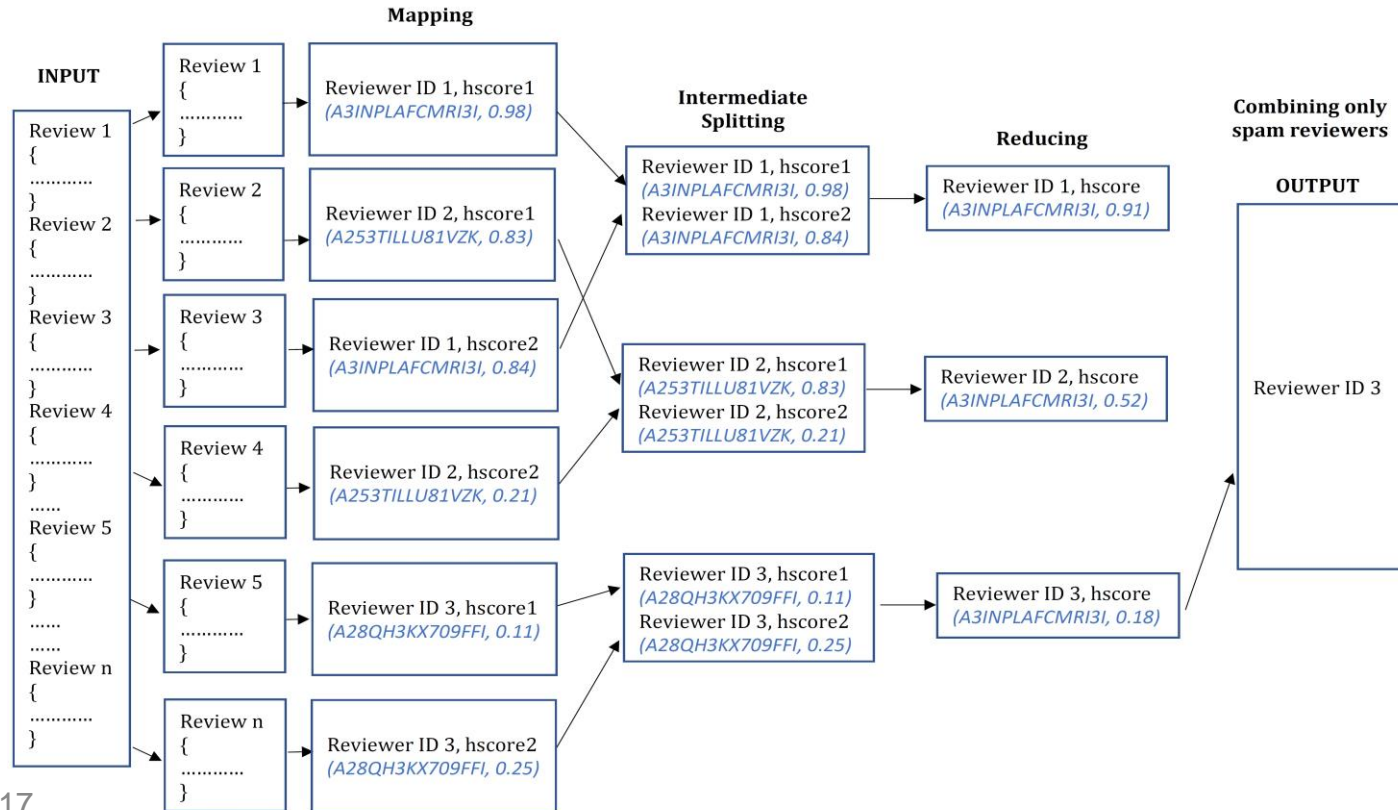 Mapping
INPUT
Review 1
{
............
}
Review 2
{
............
}
Review 3
{
............
}
Review 4
{
............
}
......
Review 5
{
............
}
......
......
Review n
{
............
}
Review 1
{
............
}
Review 2
{
............
}
Review 3
{
............
}
Review 4
{
............
}
Review 5
{
............
}
Review n
{
............
}
Reviewer ID 1, hscore1
(A3INPLAFCMRI3I, 0.98)
Reviewer ID 2, hscore1
(A253TILLU81VZK, 0.83)
Reviewer ID 1, hscore2
(A3INPLAFCMRI3I, 0.84)
Reviewer ID 2, hscore2
(A253TILLU81VZK, 0.21)
Reviewer ID 3, hscore1
(A28QH3KX709FFI, 0.11)
Reviewer ID 3, hscore2
(A28QH3KX709FFI, 0.25)
Intermediate
Splitting
Reviewer ID 1, hscore1
(A3INPLAFCMRI3I, 0.98)
Reviewer ID 1, hscore2
(A3INPLAFCMRI3I, 0.84)
Reviewer ID 2, hscore1
(A253TILLU81VZK, 0.83)
Reviewer ID 2, hscore2
(A253TILLU81VZK, 0.21)
Reviewer ID 3, hscore1
(A28QH3KX709FFI, 0.11)
Reviewer ID 3, hscore2
(A28QH3KX709FFI, 0.25)
Reducing
Reviewer ID 1, hscore
(A3INPLAFCMRI3I, 0.91)
Reviewer ID 2, hscore
(A3INPLAFCMRI3I, 0.52)
Reviewer ID 3, hscore
(A3INPLAFCMRI3I, 0.18)
Combining only
spam reviewers
OUTPUT
Reviewer ID 3
17